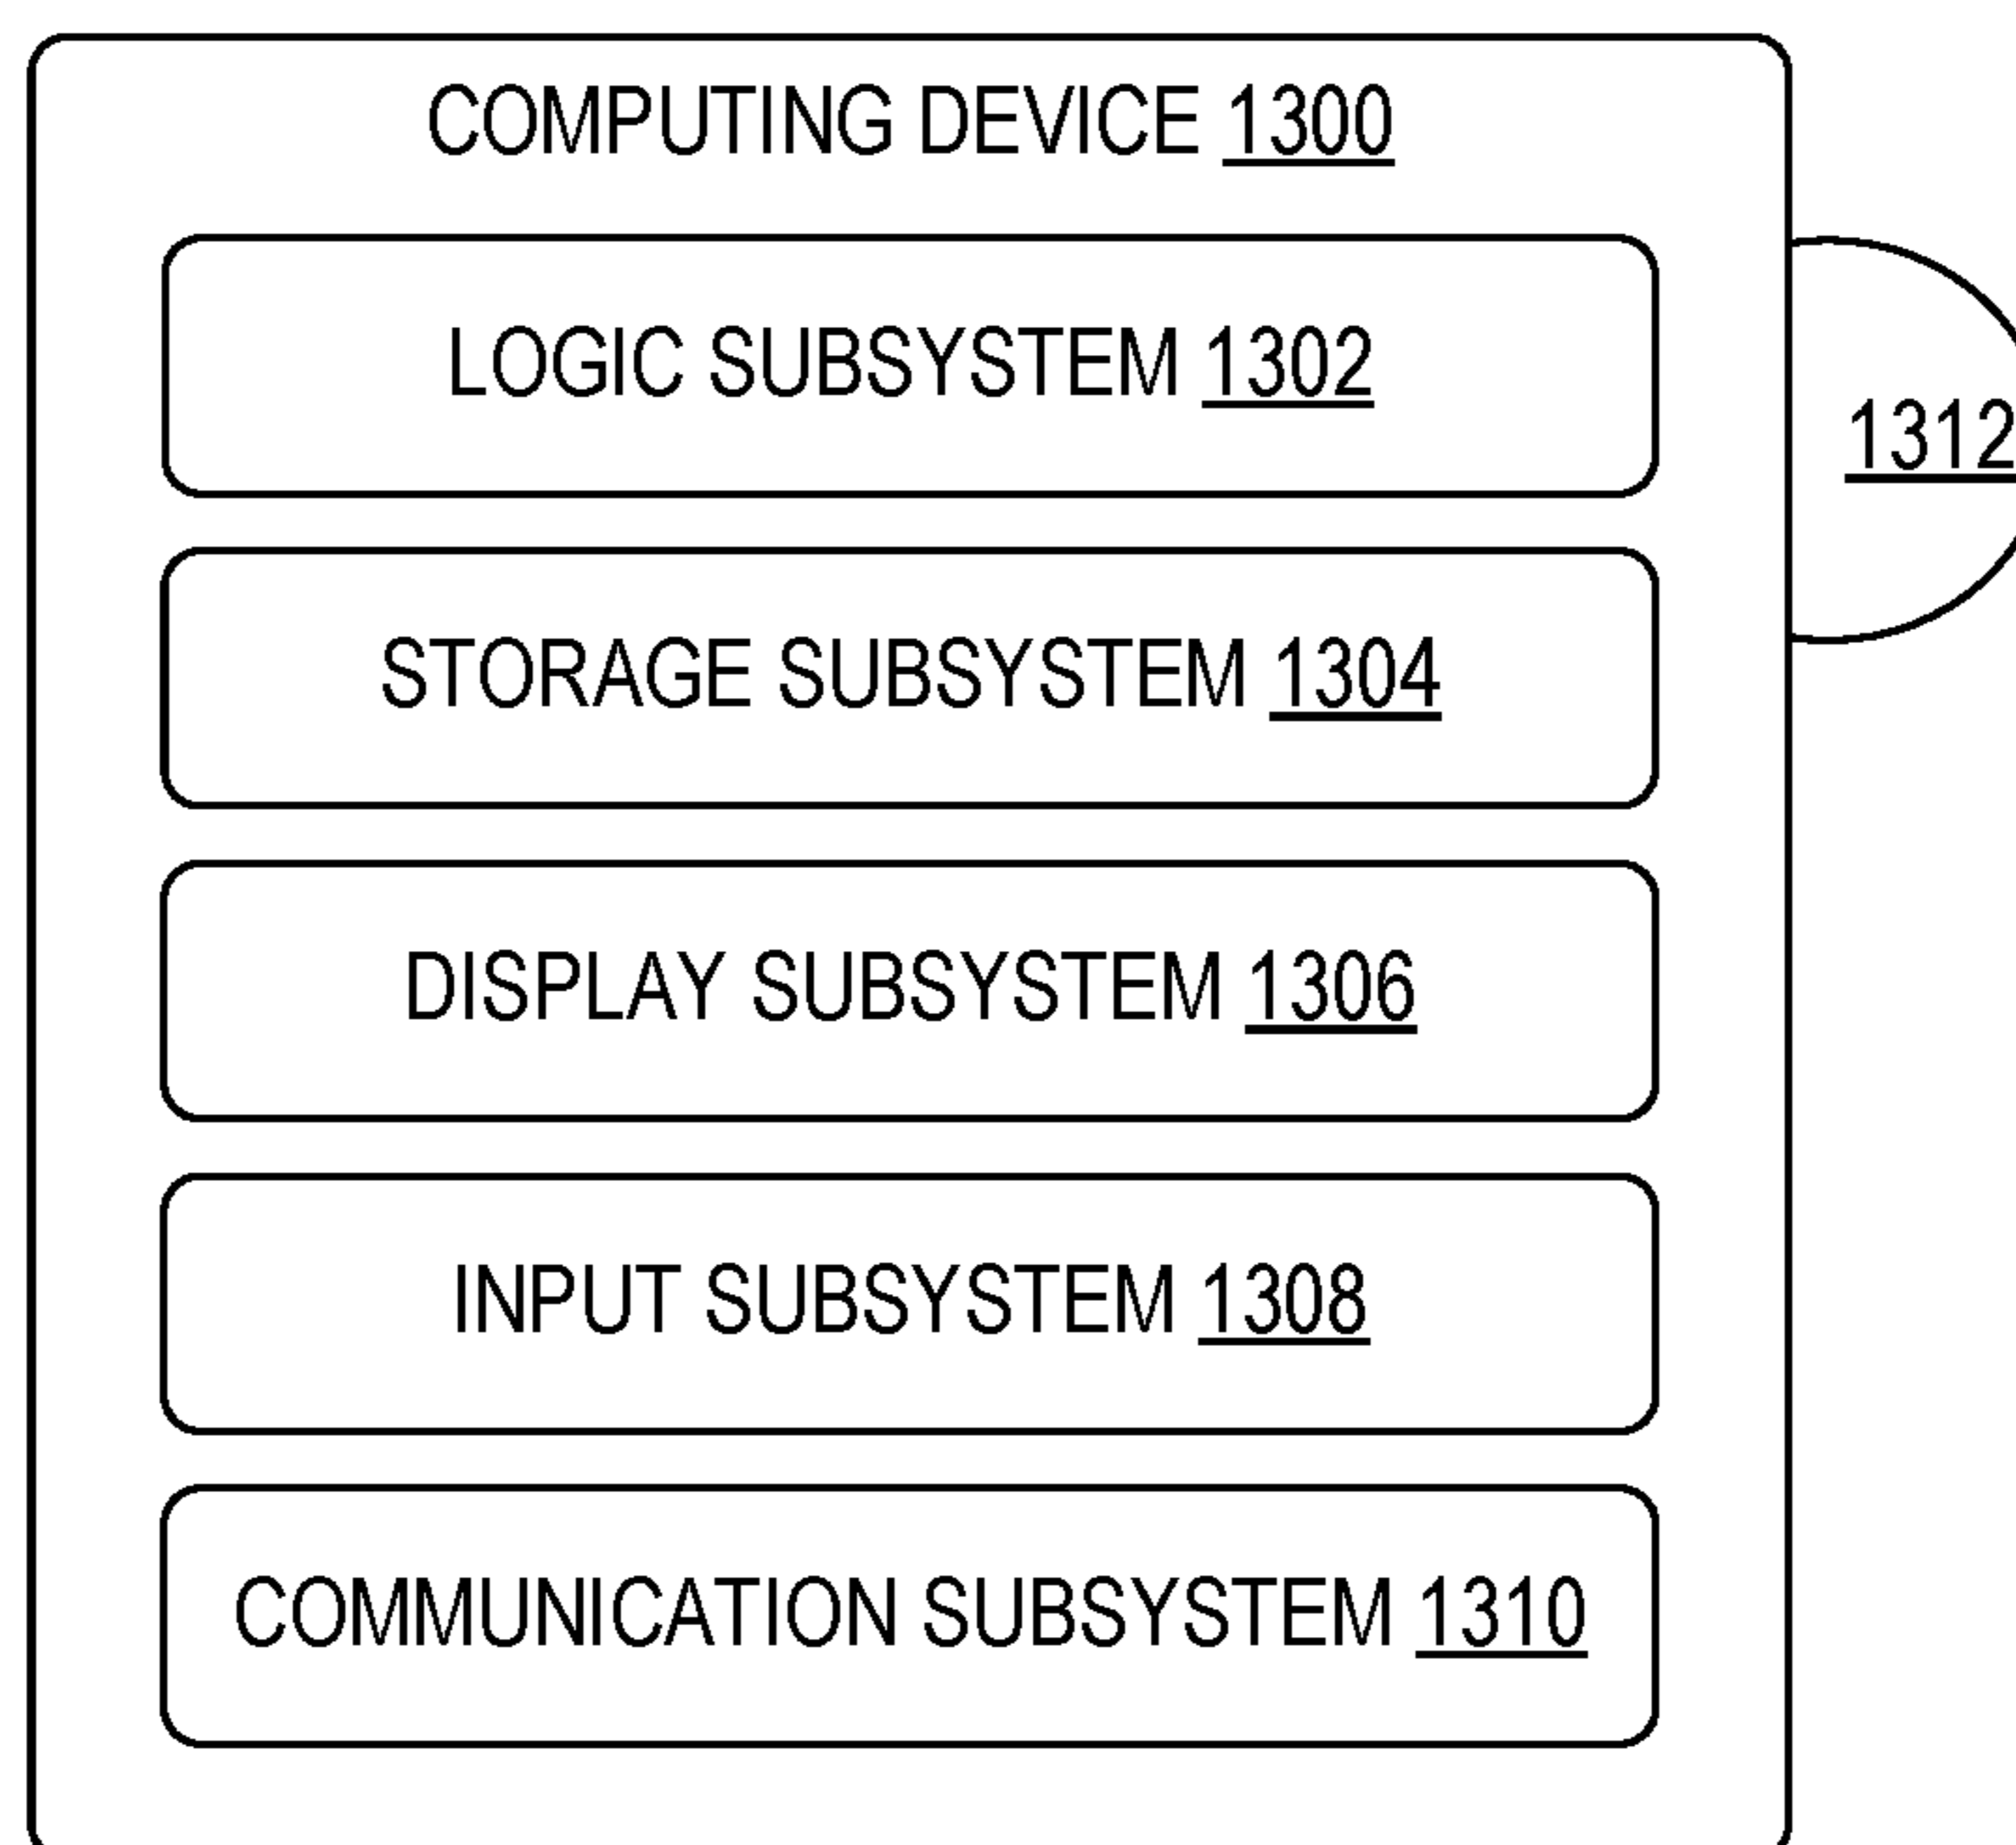 COMPUTING DEVICE 1300
LOGIC SUBSYSTEM 1302
1312
STORAGE SUBSYSTEM 1304
DISPLAY SUBSYSTEM 1306
INPUT SUBSYSTEM 1308
COMMUNICATION SUBSYSTEM 1310